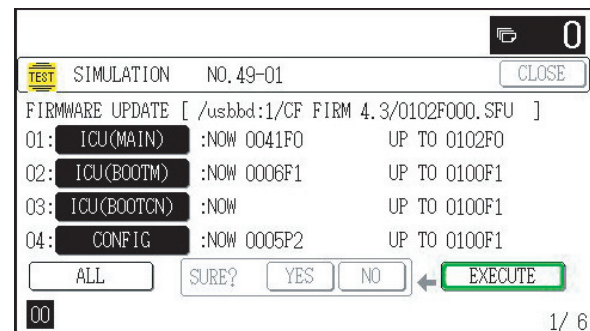 0
TEST SIMULATION NO.49-01 CLOSE
FIRMWARE UPDATE [ /usbbd:1/CF FIRM 4.3/0102F000.SFU ]
01: ICU(MAIN) :NOW 0041F0 UP TO 0102F0
02: ICU(BOOTM) :NOW 0006F1 UP TO 0100F1
03: ICU(BOOTCN) :NOW UP TO 0100F1
04: CONFIG :NOW 0005P2 UP TO 0100F1
ALL SURE? YES NO EXECUTE
00 1/ 6